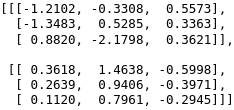 [[[-1.2102, -0.3308,  0.5573],
[-1.3483,  0.5285,  0.3363],
[ 0.8820, -2.1798,  0.3621]],
[[ 0.3618,  1.4638, -0.5998],
[ 0.2639,  0.9406, -0.3971],
[ 0.1120,  0.7961, -0.2945]]]